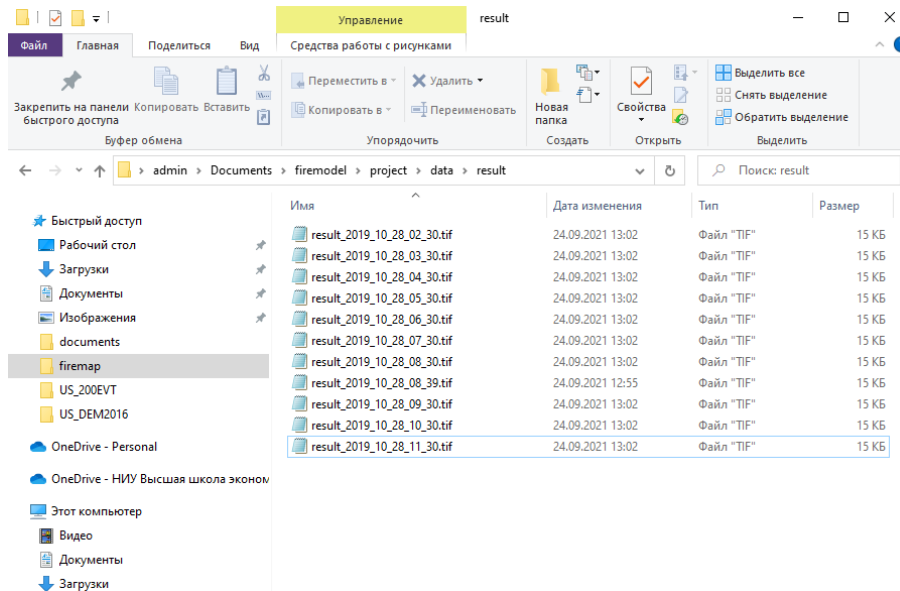 Управление result
Файл Главная Поделиться Вид Средства работы с рисунками
Закрепить на панели быстрого доступа Копировать Вставить
Переместить в Удалить
Копировать в Переименовать
Новая папка
Свойства
Выделить все
Снять выделение
Обратить выделение
Буфер обмена Упорядочить Создать Открыть Выделить
admin › Documents › firemodel › project › data › result Поиск: result
Имя Дата изменения Тип Размер
Быстрый доступ
Рабочий стол
Загрузки
Документы
Изображения
documents
firemap
US_200EVT
US_DEM2016
OneDrive - Personal
OneDrive - НИУ Высшая школа эконом
Этот компьютер
Видео
Документы
Загрузки
result_2019_10_28_02_30.tif 24.09.2021 13:02 Файл "TIF" 15 КБ
result_2019_10_28_03_30.tif 24.09.2021 13:02 Файл "TIF" 15 КБ
result_2019_10_28_04_30.tif 24.09.2021 13:02 Файл "TIF" 15 КБ
result_2019_10_28_05_30.tif 24.09.2021 13:02 Файл "TIF" 15 КБ
result_2019_10_28_06_30.tif 24.09.2021 13:02 Файл "TIF" 15 КБ
result_2019_10_28_07_30.tif 24.09.2021 13:02 Файл "TIF" 15 КБ
result_2019_10_28_08_30.tif 24.09.2021 13:02 Файл "TIF" 15 КБ
result_2019_10_28_08_39.tif 24.09.2021 12:55 Файл "TIF" 15 КБ
result_2019_10_28_09_30.tif 24.09.2021 13:02 Файл "TIF" 15 КБ
result_2019_10_28_10_30.tif 24.09.2021 13:02 Файл "TIF" 15 КБ
result_2019_10_28_11_30.tif 24.09.2021 13:02 Файл "TIF" 15 КБ